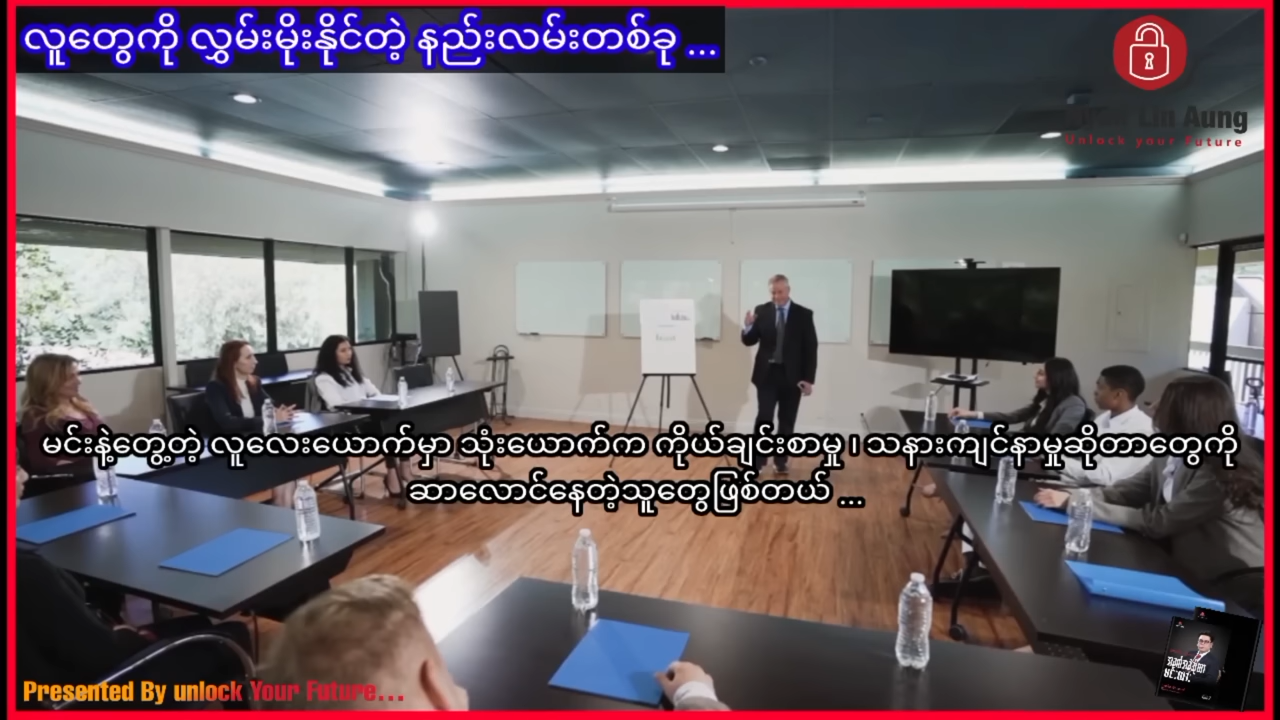 လူတွေကို လွှမ်းမိုးနိုင်တဲ့ နည်းလမ်းတစ်ခု ...
Lin Aung
Unlock your future
မင်းနဲ့တွေ့တဲ့ လူလေးယောက်မှာ သုံးယောက်က ကိုယ်ချင်းစာမှု ၊ သနားကျင်နာမှုဆိုတာတွေကို
ဆာလောင်နေတဲ့သူတွေဖြစ်တယ် ...
Presented By unlock Your Future...